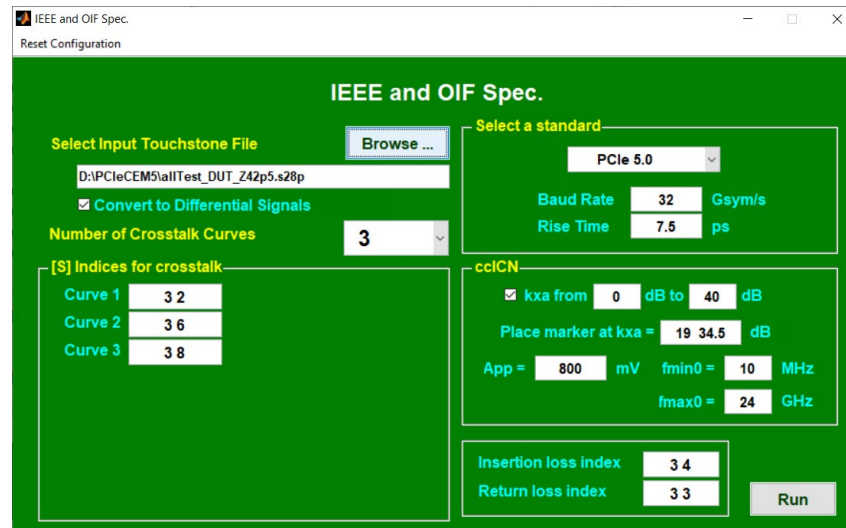 IEEE and OIF Spec.
Reset Configuration
IEEE and OIF Spec.
Select Input Touchstone File
Browse ...
D:\PCIeCEM5\allTest_DUT_Z42p5.s28p
Convert to Differential Signals
Number of Crosstalk Curves
3
[S] Indices for crosstalk
Curve 1 3 2
Curve 2 3 6
Curve 3 3 8
Select a standard
PCIe 5.0
Baud Rate 32 Gsym/s
Rise Time 7.5 ps
ccICN
kxa from 0 dB to 40 dB
Place marker at kxa = 19 34.5 dB
App = 800 mV fmin0 = 10 MHz
fmax0 = 24 GHz
Insertion loss index 3 4
Return loss index 3 3
Run